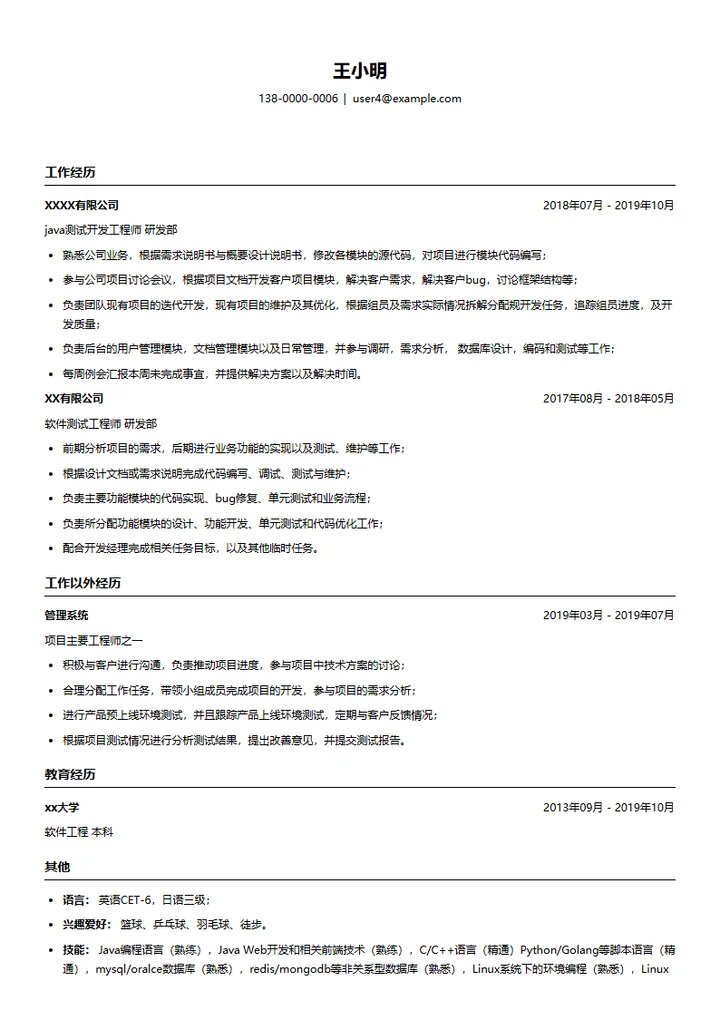 王小明
138-0000-0006 | user4@example.com
工作经历
XXXX有限公司 2018年07月 - 2019年10月
java测试开发工程师 研发部
• 熟悉公司业务，根据需求说明书与概要设计说明书，修改各模块的源代码，对项目进行模块代码编写；
• 参与公司项目讨论会议，根据项目文档开发客户项目模块，解决客户需求，解决客户bug，讨论框架结构等；
• 负责团队现有项目的迭代开发，现有项目的维护及其优化，根据组员及需求实际情况拆解分配规开发任务，追踪组员进度，及开
发质量；
• 负责后台的用户管理模块，文档管理模块以及日常管理，并参与调研，需求分析， 数据库设计，编码和测试等工作；
• 每周例会汇报本周未完成事宜，并提供解决方案以及解决时间。
XX有限公司 2017年08月 - 2018年05月
软件测试工程师 研发部
• 前期分析项目的需求，后期进行业务功能的实现以及测试、维护等工作；
• 根据设计文档或需求说明完成代码编写、调试、测试与维护；
• 负责主要功能模块的代码实现、bug修复、单元测试和业务流程；
• 负责所分配功能模块的设计、功能开发、单元测试和代码优化工作；
• 配合开发经理完成相关任务目标，以及其他临时任务。
工作以外经历
管理系统 2019年03月 - 2019年07月
项目主要工程师之一
• 积极与客户进行沟通，负责推动项目进度，参与项目中技术方案的讨论；
• 合理分配工作任务，带领小组成员完成项目的开发，参与项目的需求分析；
• 进行产品预上线环境测试，并且跟踪产品上线环境测试，定期与客户反馈情况；
• 根据项目测试情况进行分析测试结果，提出改善意见，并提交测试报告。
教育经历
xx大学 2013年09月 - 2019年10月
软件工程 本科
其他
• 语言： 英语CET-6，日语三级；
• 兴趣爱好： 篮球、乒乓球、羽毛球、徒步。
• 技能： Java编程语言（熟练），Java Web开发和相关前端技术（熟练），C/C++语言（精通）Python/Golang等脚本语言（精
通），mysql/oralce数据库（熟悉），redis/mongodb等非关系型数据库（熟悉），Linux系统下的环境编程（熟悉），Linux